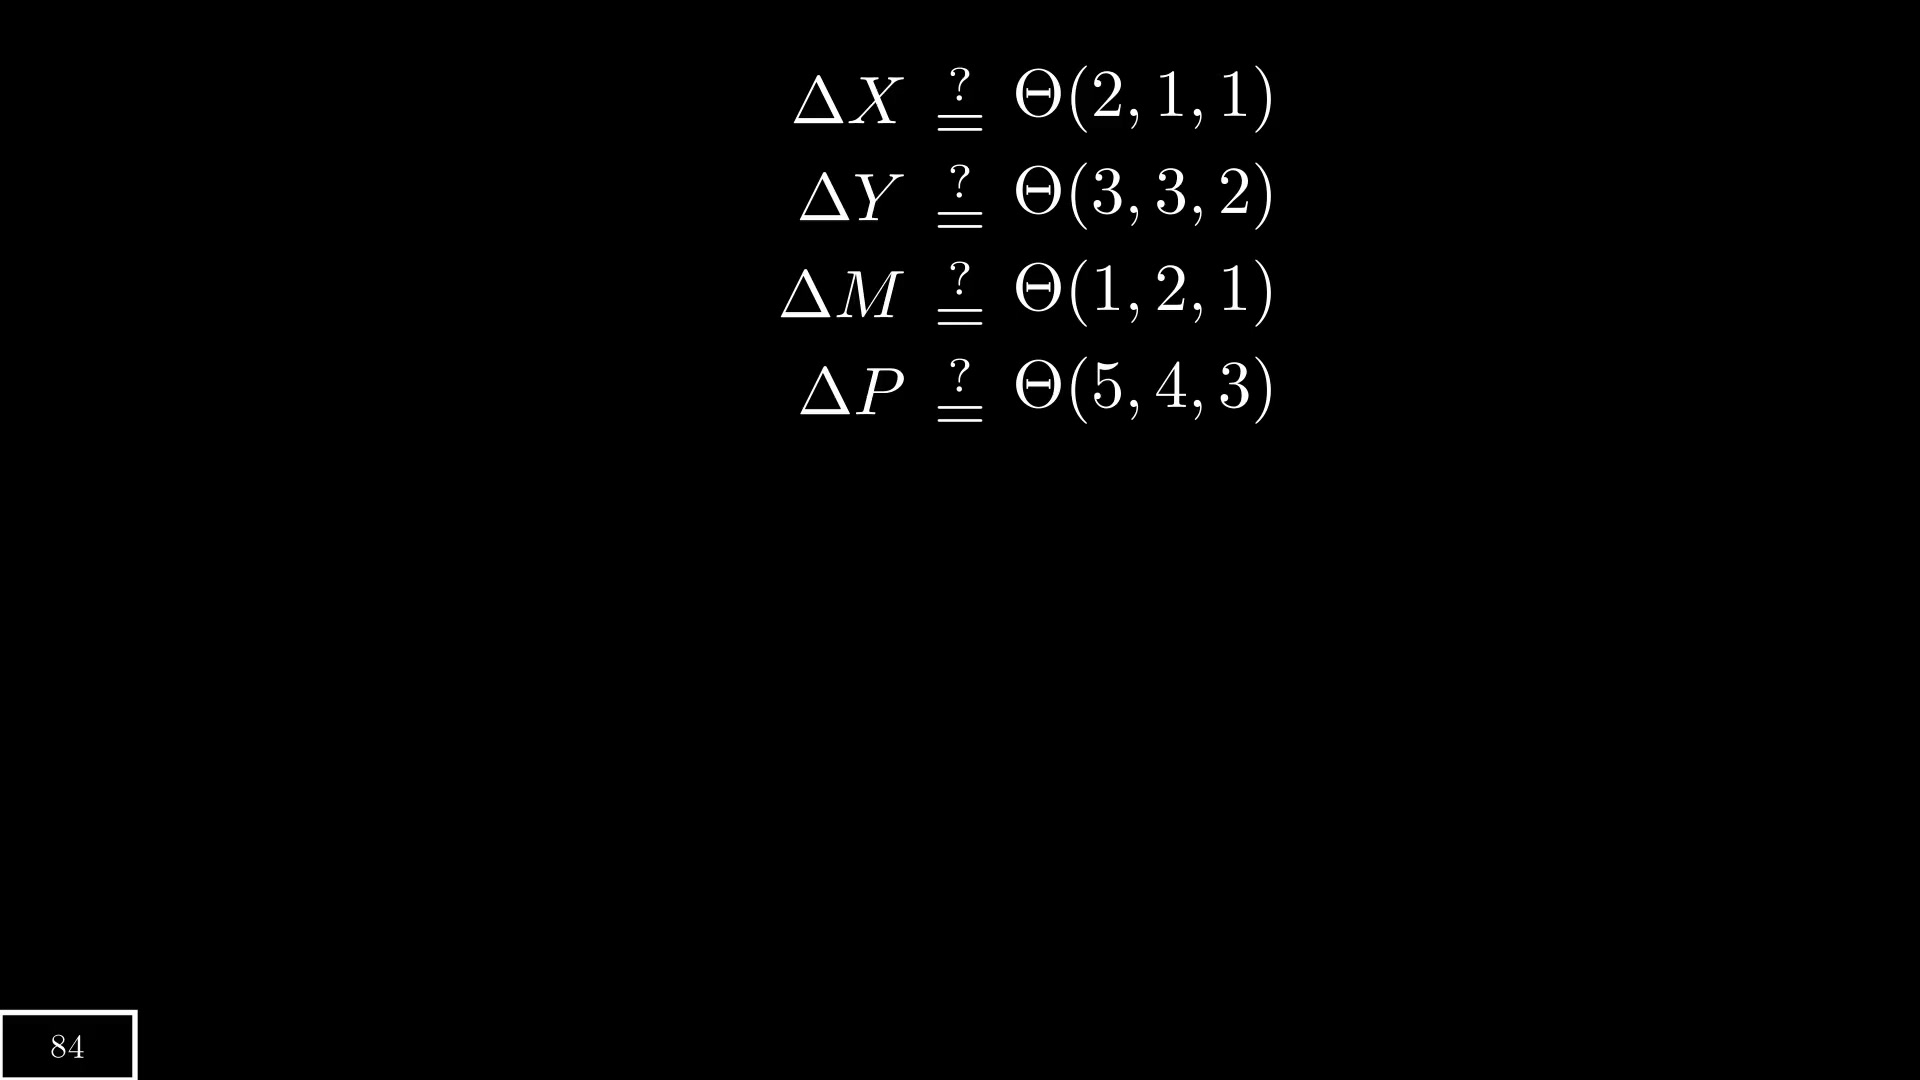 ΔX ≟ Θ(2, 1, 1)
ΔY ≟ Θ(3, 3, 2)
ΔM ≟ Θ(1, 2, 1)
ΔP ≟ Θ(5, 4, 3)
84